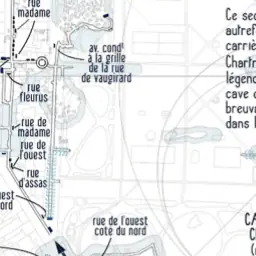 rue
madame
av. cond^t
à la grille
de la rue
de vaugirard
rue
fleurus
rue de
madame
rue de
l'ouest
rue
d'assas
rue de l'ouest
coté du nord
Ce sec
autref
carriè
Chartr
légend
cave d
breuv
dans l
CA